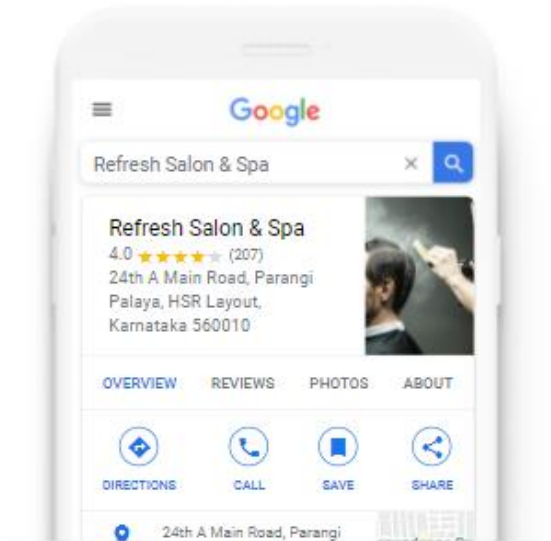 Google
Refresh Salon & Spa
Refresh Salon & Spa
4.0 (207)
24th A Main Road, Parangi
Palaya, HSR Layout,
Karnataka 560010
OVERVIEW REVIEWS PHOTOS ABOUT
DIRECTIONS CALL SAVE SHARE
24th A Main Road, Parangi